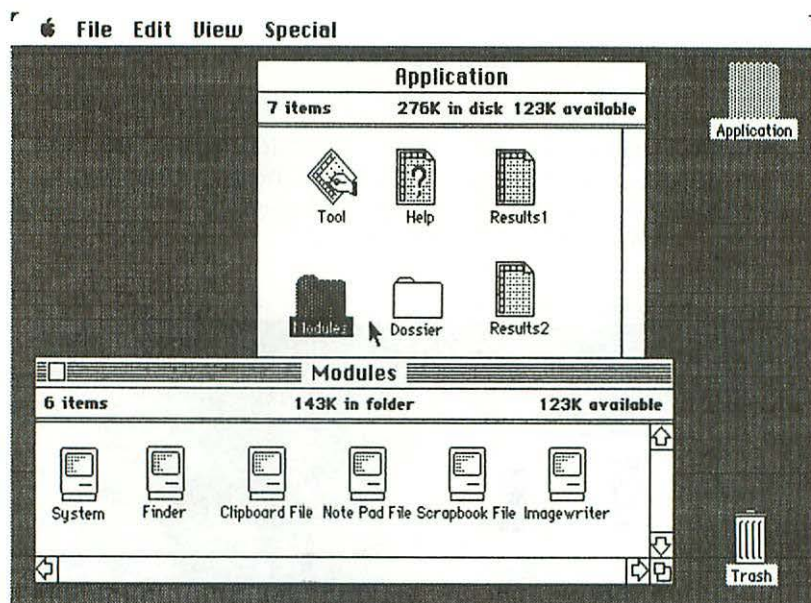 File Edit View Special
Application
7 items 276K in disk 123K available
Application
Tool Help Results1
Modules Dossier Results2
Modules
6 items 143K in folder 123K available
System Finder Clipboard File Note Pad File Scrapbook File Imagewriter
Trash